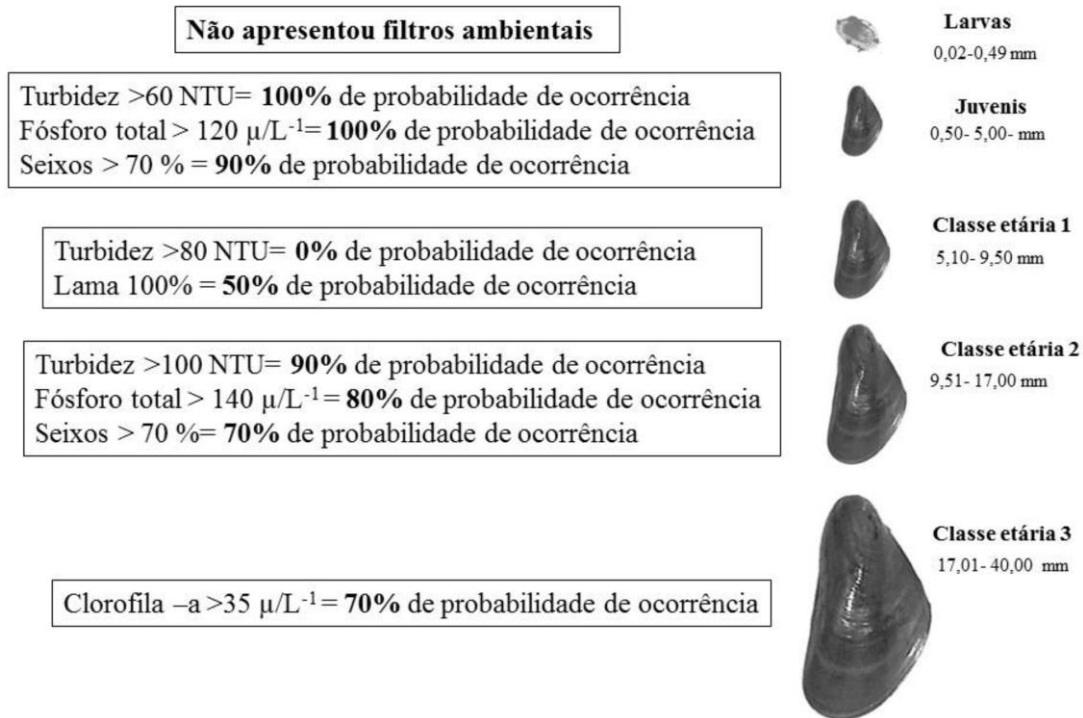 Não apresentou filtros ambientais
Larvas
0,02-0,49 mm
Turbidez >60 NTU= 100% de probabilidade de ocorrência
Fósforo total > 120 µ/L⁻¹= 100% de probabilidade de ocorrência
Seixos > 70 % = 90% de probabilidade de ocorrência
Juvenis
0,50- 5,00- mm
Turbidez >80 NTU= 0% de probabilidade de ocorrência
Lama 100% = 50% de probabilidade de ocorrência
Classe etária 1
5,10- 9,50 mm
Turbidez >100 NTU= 90% de probabilidade de ocorrência
Fósforo total > 140 µ/L⁻¹= 80% de probabilidade de ocorrência
Seixos > 70 %= 70% de probabilidade de ocorrência
Classe etária 2
9,51- 17,00 mm
Clorofila –a >35 µ/L⁻¹= 70% de probabilidade de ocorrência
Classe etária 3
17,01- 40,00 mm